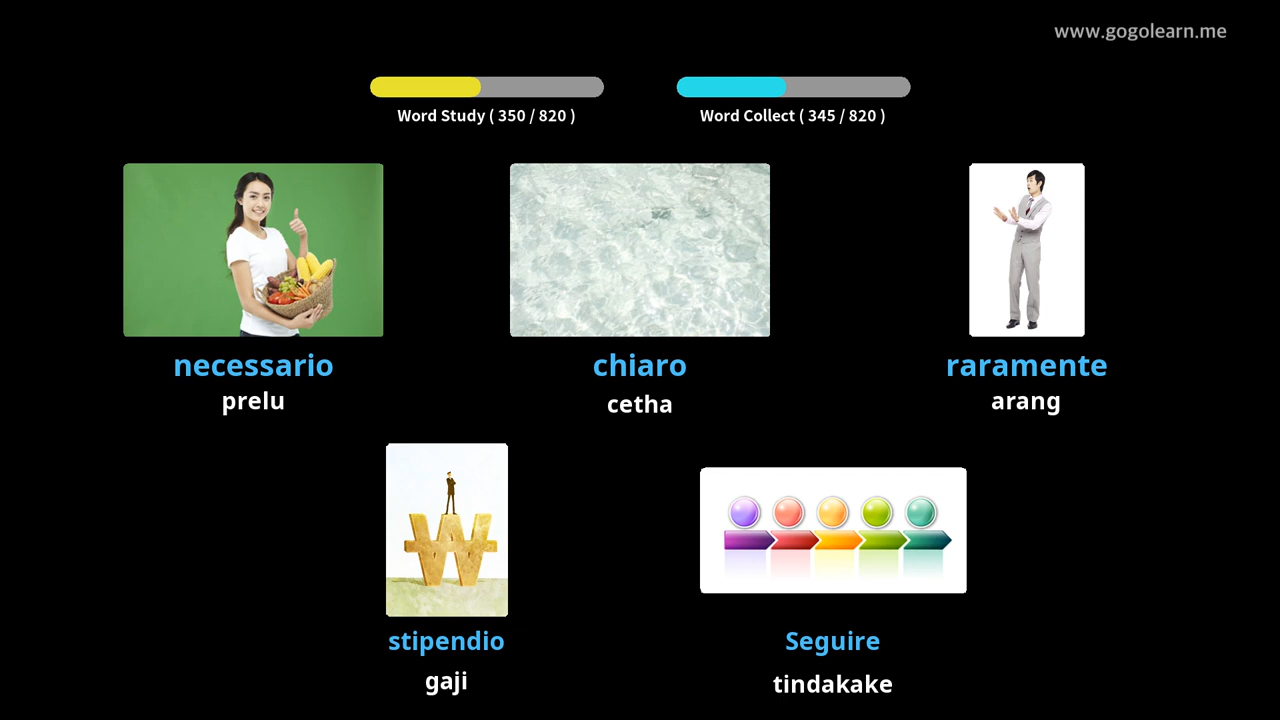 www.gogolearn.me
Word Study ( 350 / 820 )
Word Collect ( 345 / 820 )
necessario
prelu
chiaro
cetha
raramente
arang
stipendio
gaji
Seguire
tindakake